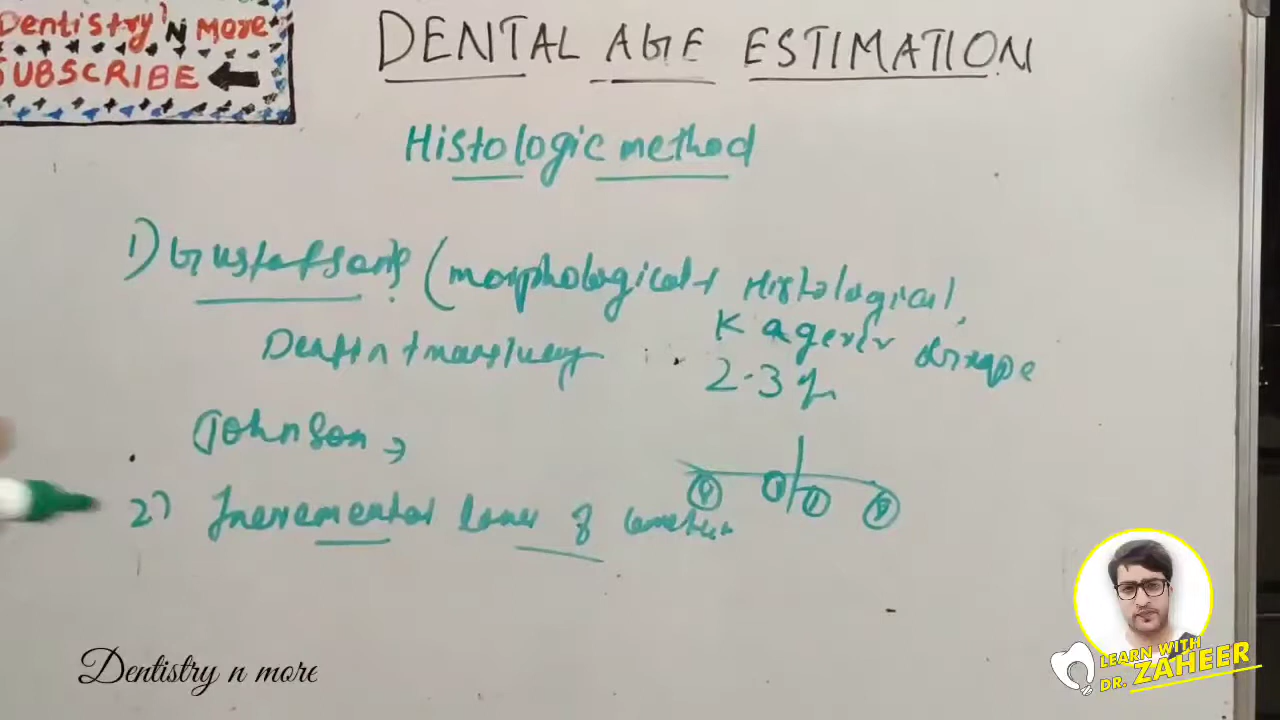 Dentistry 'N MoRe
SUBSCRIBE
DENTAL AGE ESTIMATION
Histologic method
1) Gustafson's (morphological + Histological,
K
2-3 yr
Johnson →
2) Incremental lines of
Dentistry n more
LEARN WITH
DR. ZAHEER